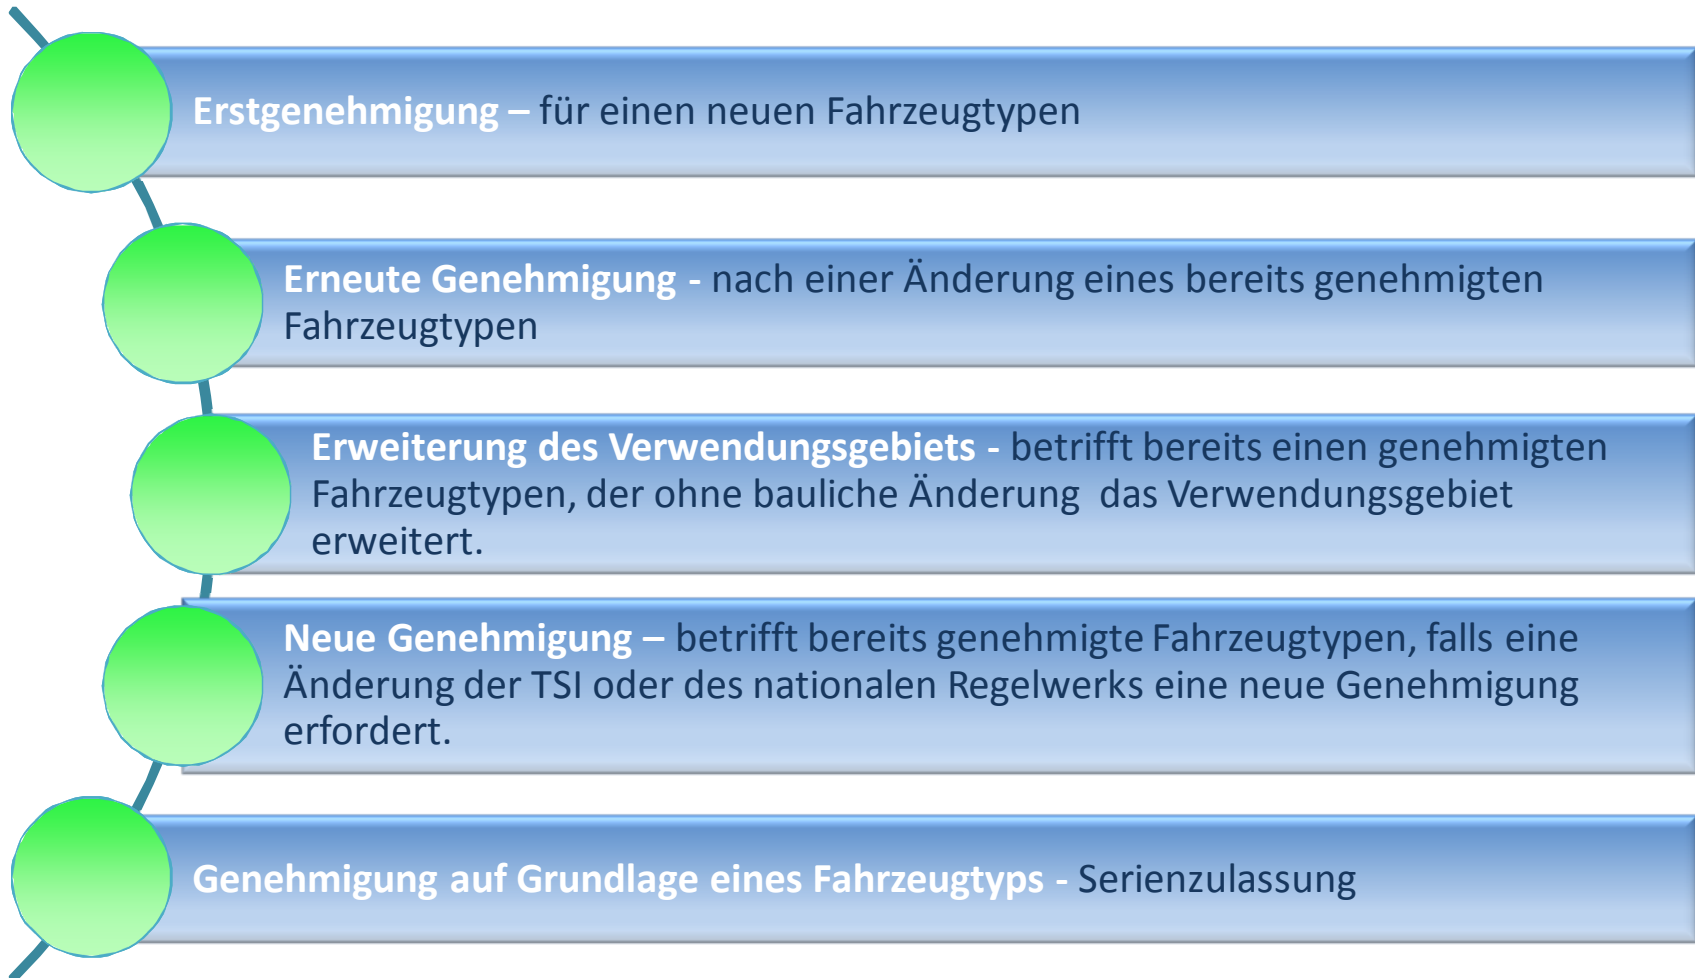 Erstgenehmigung – für einen neuen Fahrzeugtypen
Erneute Genehmigung - nach einer Änderung eines bereits genehmigten
Fahrzeugtypen
Erweiterung des Verwendungsgebiets - betrifft bereits einen genehmigten
Fahrzeugtypen, der ohne bauliche Änderung  das Verwendungsgebiet
erweitert.
Neue Genehmigung – betrifft bereits genehmigte Fahrzeugtypen, falls eine
Änderung der TSI oder des nationalen Regelwerks eine neue Genehmigung
erfordert.
Genehmigung auf Grundlage eines Fahrzeugtyps - Serienzulassung